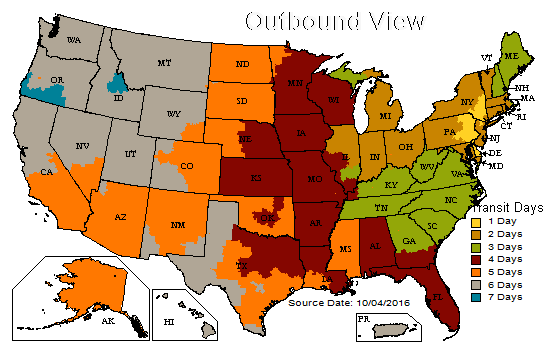 Outbound View
WA
MT
ND
MN
OR
ID
SD
WI
WY
NV
UT
CO
NE
IA
MI
IL
IN
OH
PA
NY
VT
ME
NH
MA
RI
CT
NJ
DE
MD
CA
AZ
NM
KS
OK
TX
MO
AR
LA
MS
AL
GA
FL
SC
NC
TN
KY
WV
VA
AK
HI
PR
Transit Days
1 Day
2 Days
3 Days
4 Days
5 Days
6 Days
7 Days
Source Date: 10/04/2016